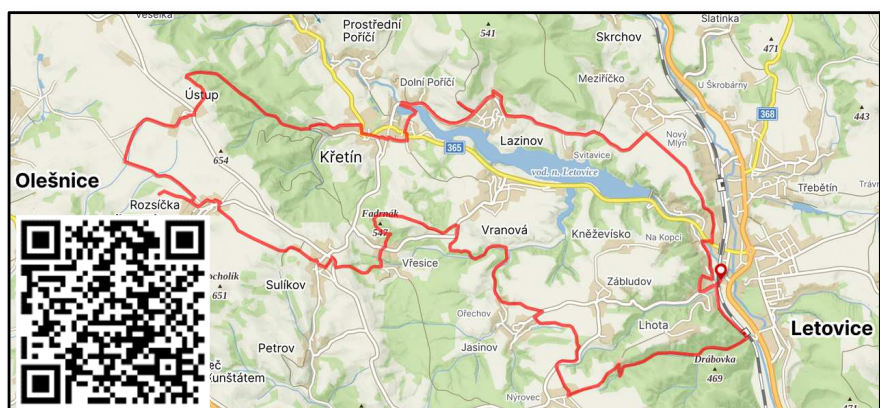 Veselka
Prostřední
Poříčí
541
Skrchov
Slatinka
471
Meziříčko
U Škrobárny
Dolní Poříčí
Ústup
368
443
Nový
Mlýn
Lazinov
Křetín
365
Svitavice
654
vod. n. Letovice
Olešnice
Třebětín
Rozsíčka
Fadrnák
547
Vranová
Kněževísko
Na Kopci
Vřesice
651
Sulíkov
Zábludov
Ořechov
Letovice
Lhota
Petrov
Jasinov
Drábovka
469
Kunštátem
Nýrovec
471